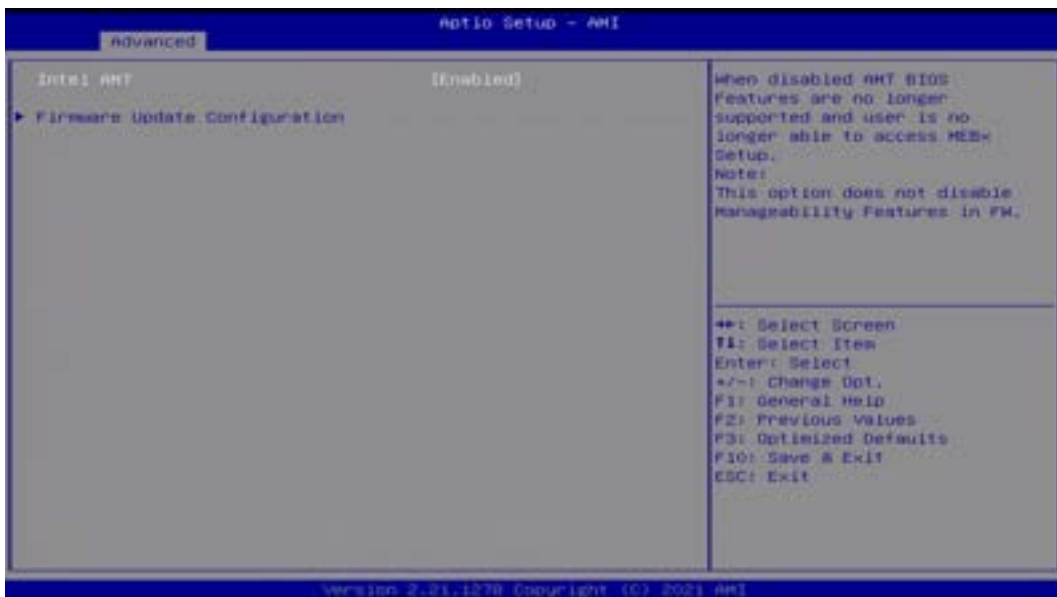 Aptio Setup - AMI
Advanced
Intel AMT [Enabled]
▶ Firmware Update Configuration
When disabled AMT BIOS
Features are no longer
supported and user is no
longer able to access MEBx
Setup.
Note:
This option does not disable
Manageability Features in FW.
→←: Select Screen
↑↓: Select Item
Enter: Select
+/-: Change Opt.
F1: General Help
F2: Previous Values
F3: Optimized Defaults
F10: Save & Exit
ESC: Exit
Version 2.21.1278 Copyright (C) 2021 AMI